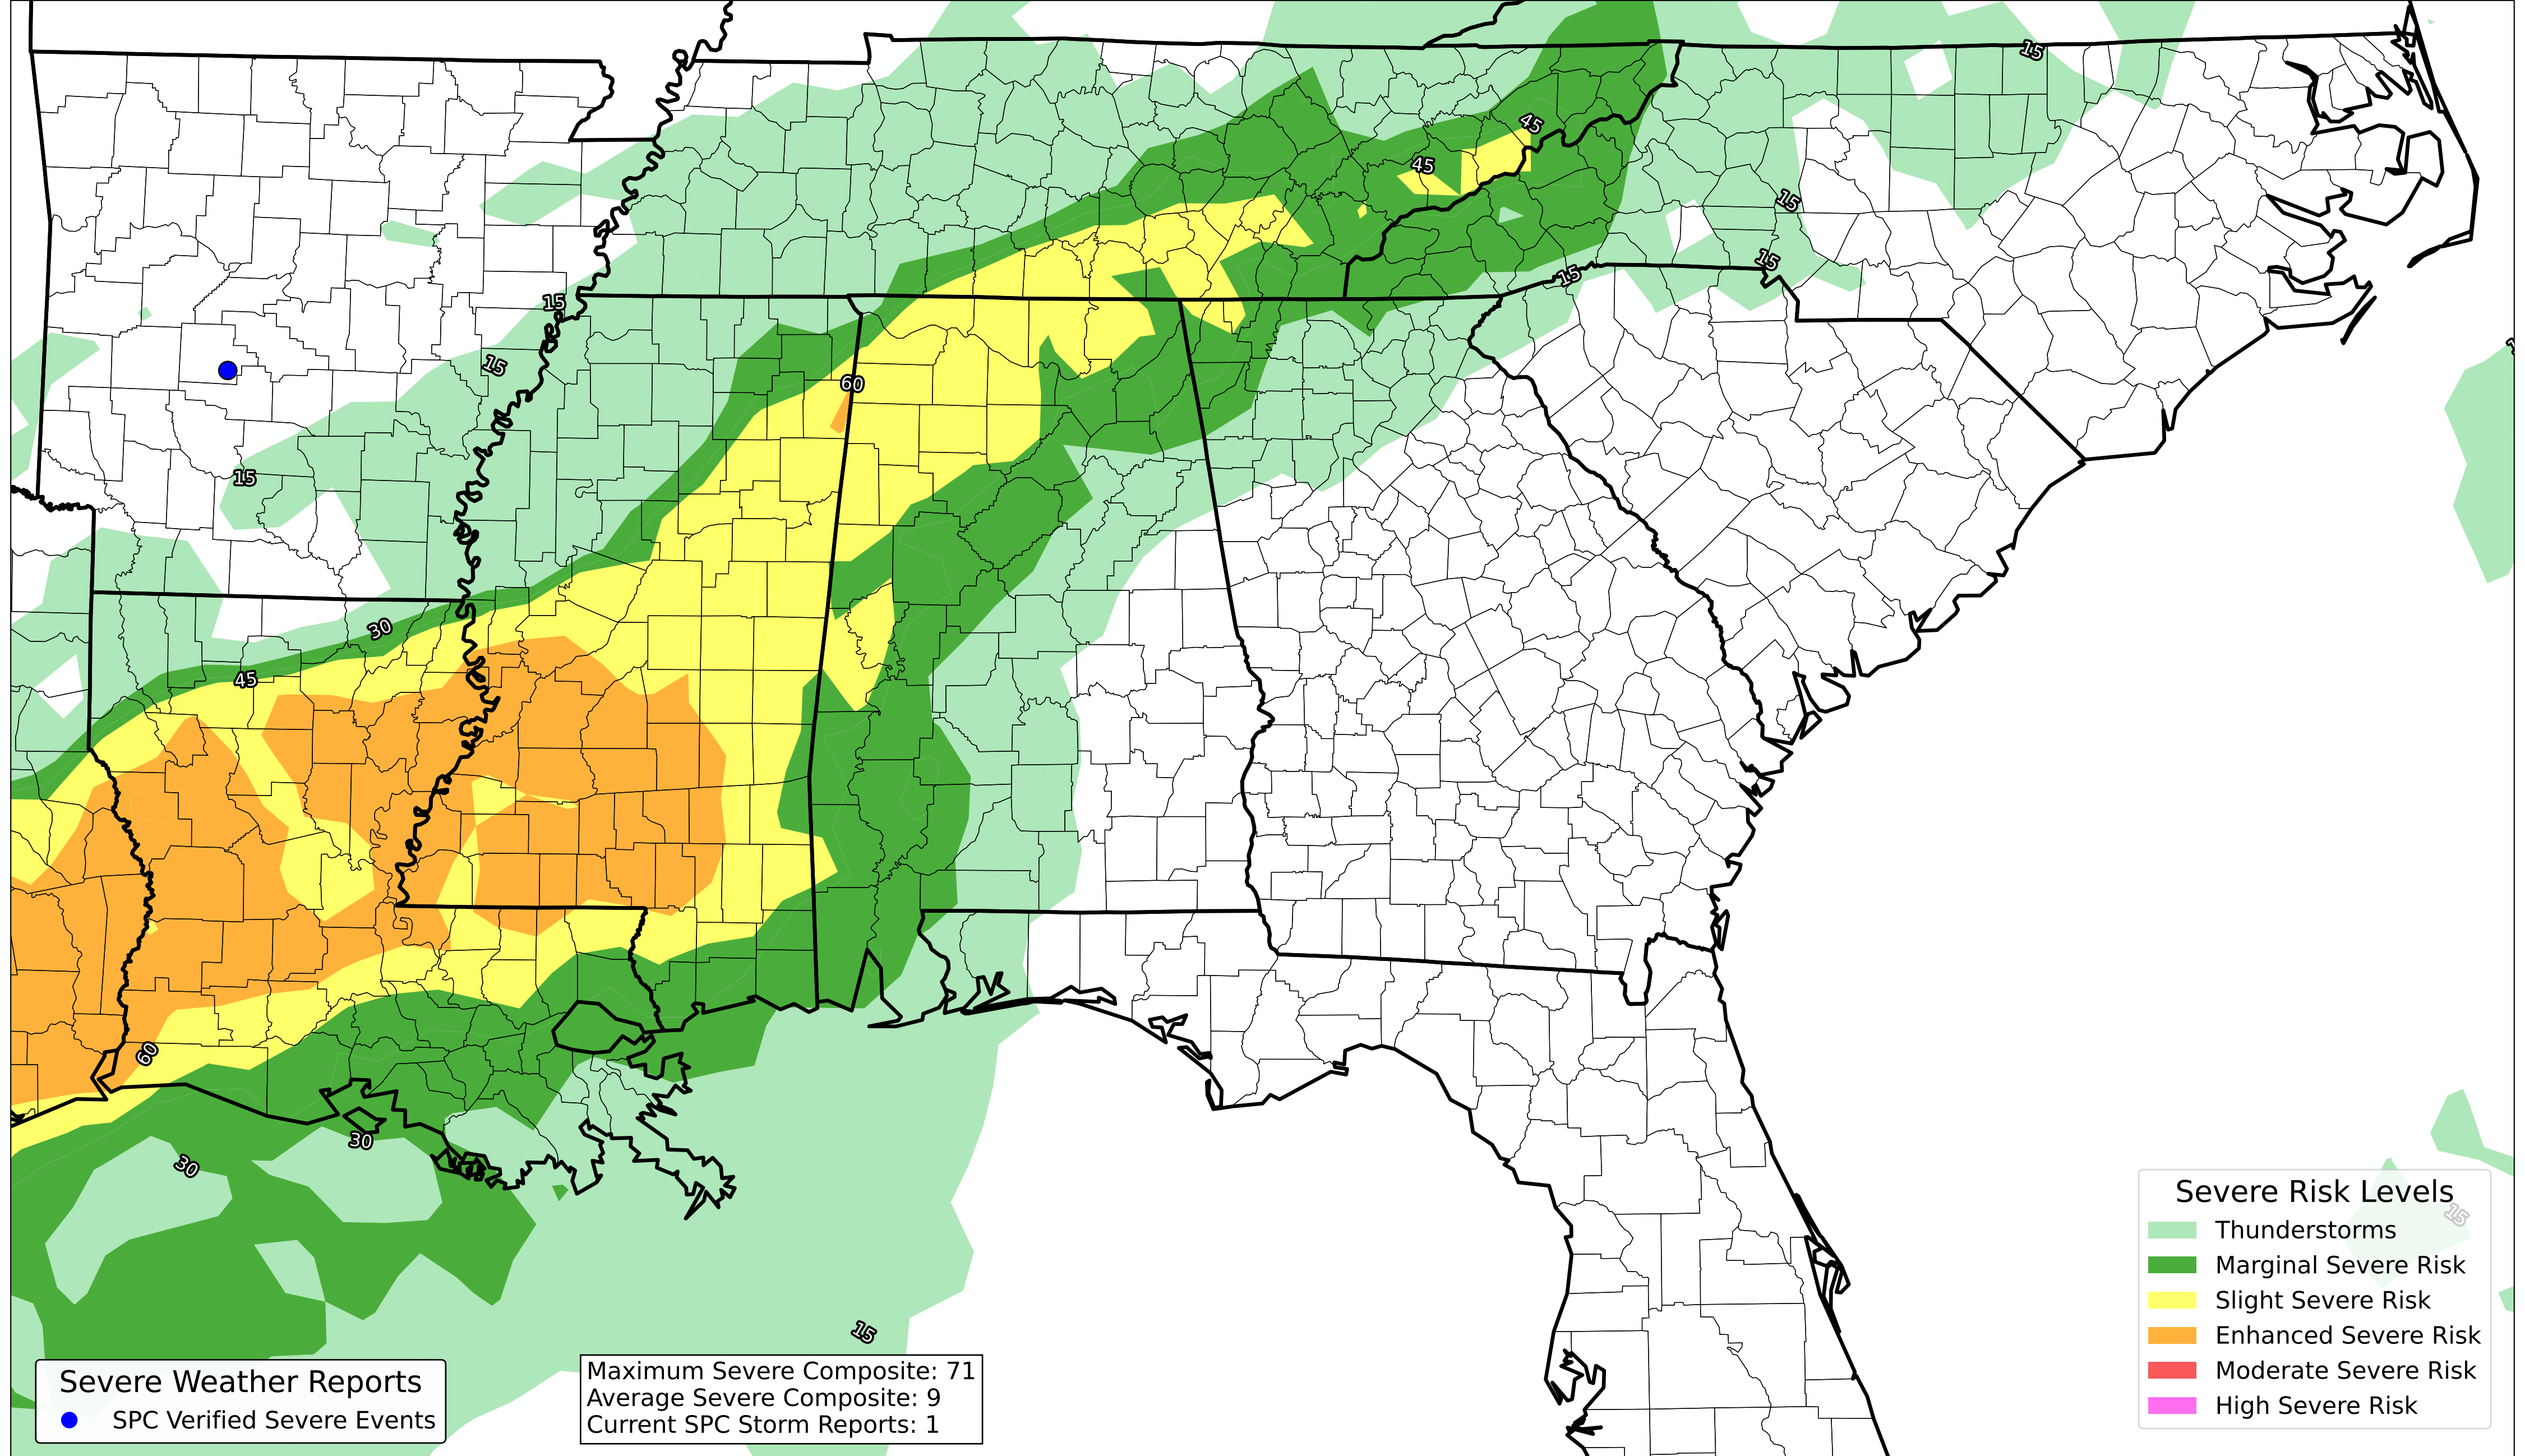 15
45
45
15
15
15
15
15
60
15
30
45
60
30
30
15
15
Severe Risk Levels
Thunderstorms
Marginal Severe Risk
Slight Severe Risk
Enhanced Severe Risk
Moderate Severe Risk
High Severe Risk
Severe Weather Reports
SPC Verified Severe Events
Maximum Severe Composite: 71
Average Severe Composite: 9
Current SPC Storm Reports: 1